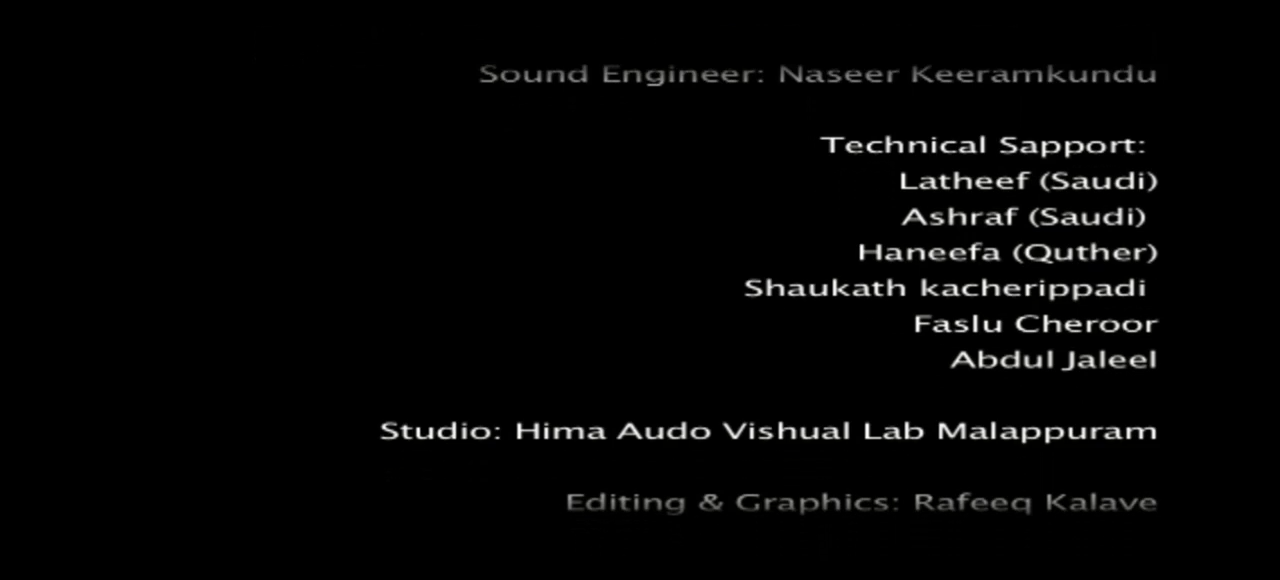 Sound Engineer: Naseer Keeramkundu
Technical Sapport:
Latheef (Saudi)
Ashraf (Saudi)
Haneefa (Quther)
Shaukath kacherippadi
Faslu Cheroor
Abdul Jaleel
Studio: Hima Audo Vishual Lab Malappuram
Editing & Graphics: Rafeeq Kalave